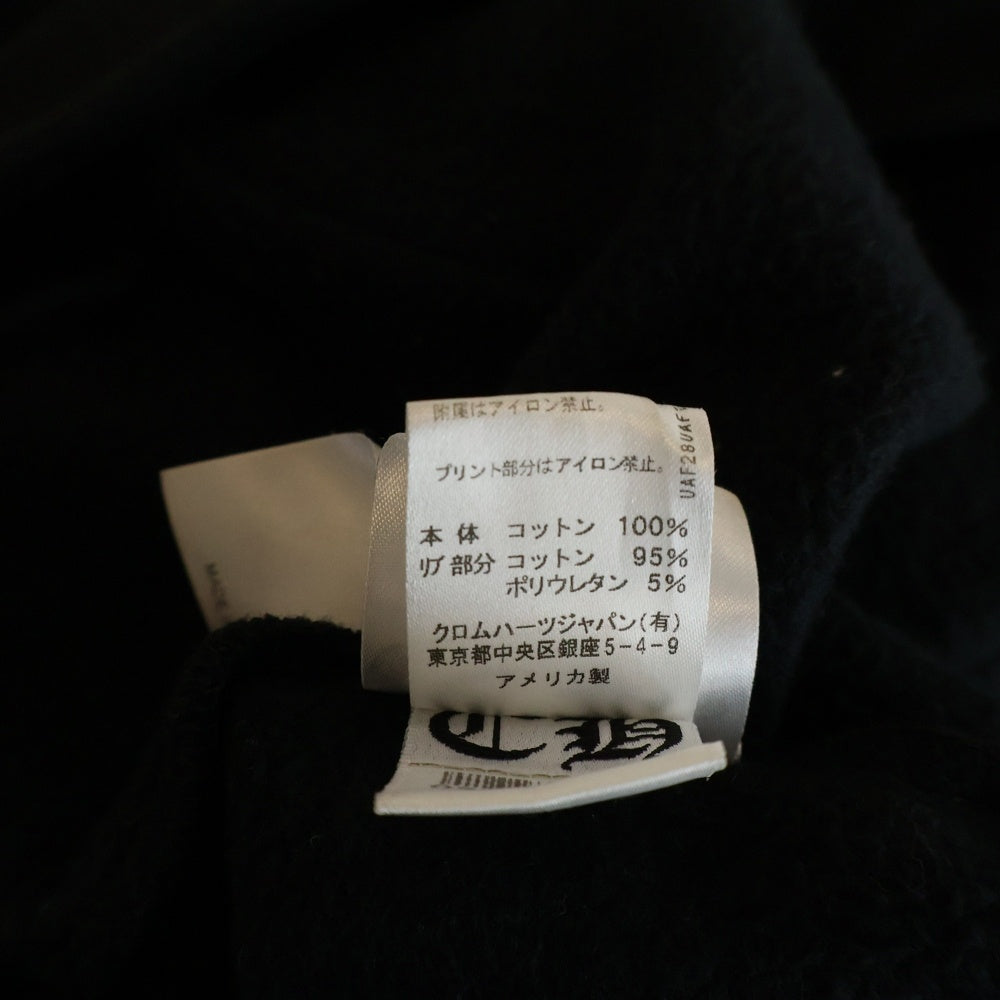 附属はアイロン禁止。
プリント部分はアイロン禁止。
本体 コットン 100%
リブ部分 コットン 95%
ポリウレタン 5%
クロムハーツジャパン(有)
東京都中央区銀座5-4-9
アメリカ製
UAF28UAF
MADE